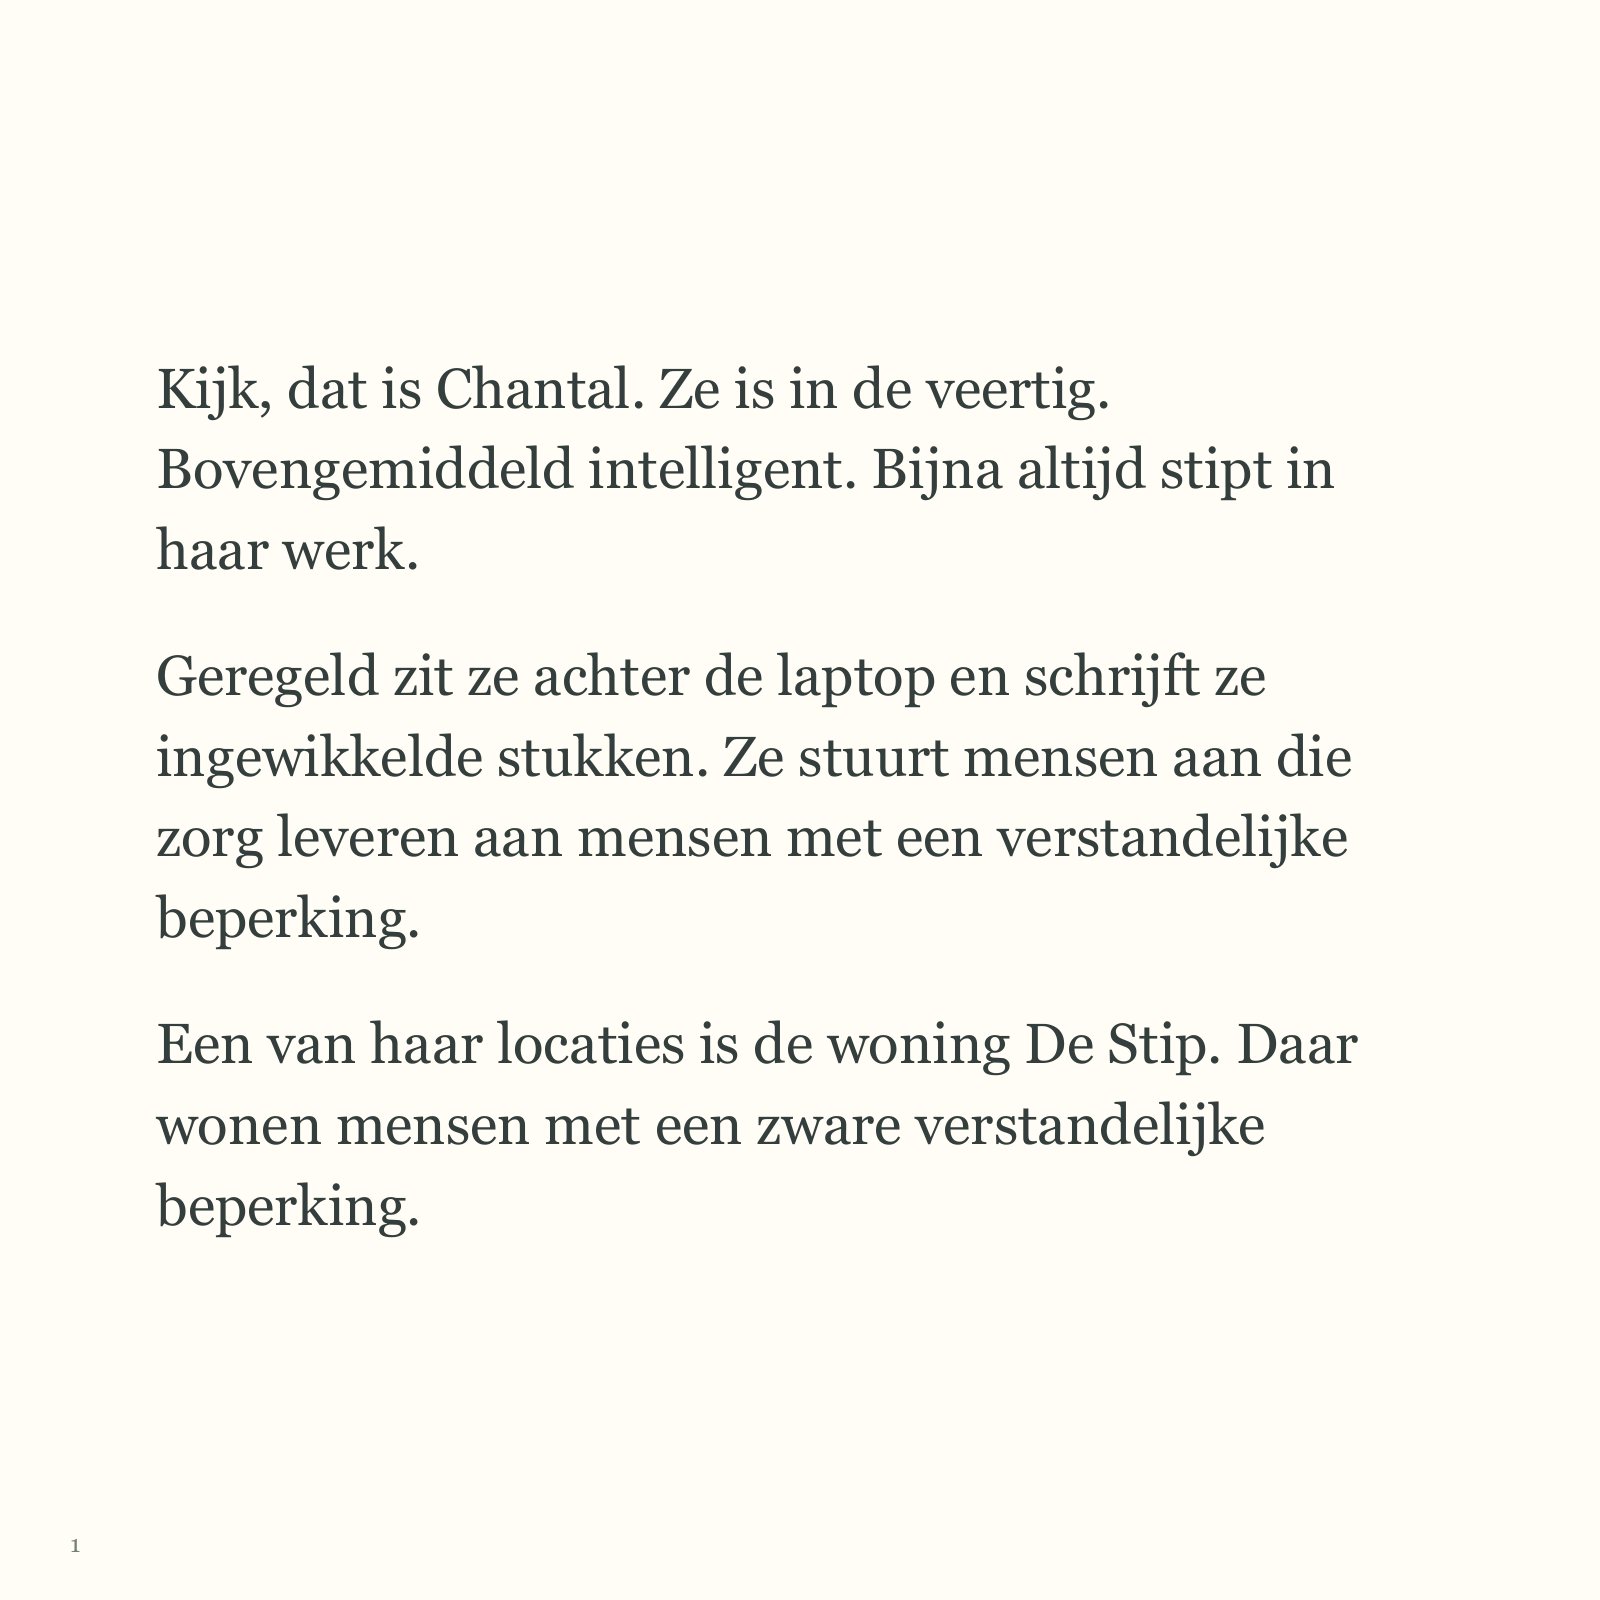 Kijk, dat is Chantal. Ze is in de veertig.
Bovengemiddeld intelligent. Bijna altijd stipt in
haar werk.
Geregeld zit ze achter de laptop en schrijft ze
ingewikkelde stukken. Ze stuurt mensen aan die
zorg leveren aan mensen met een verstandelijke
beperking.
Een van haar locaties is de woning De Stip. Daar
wonen mensen met een zware verstandelijke
beperking.
1